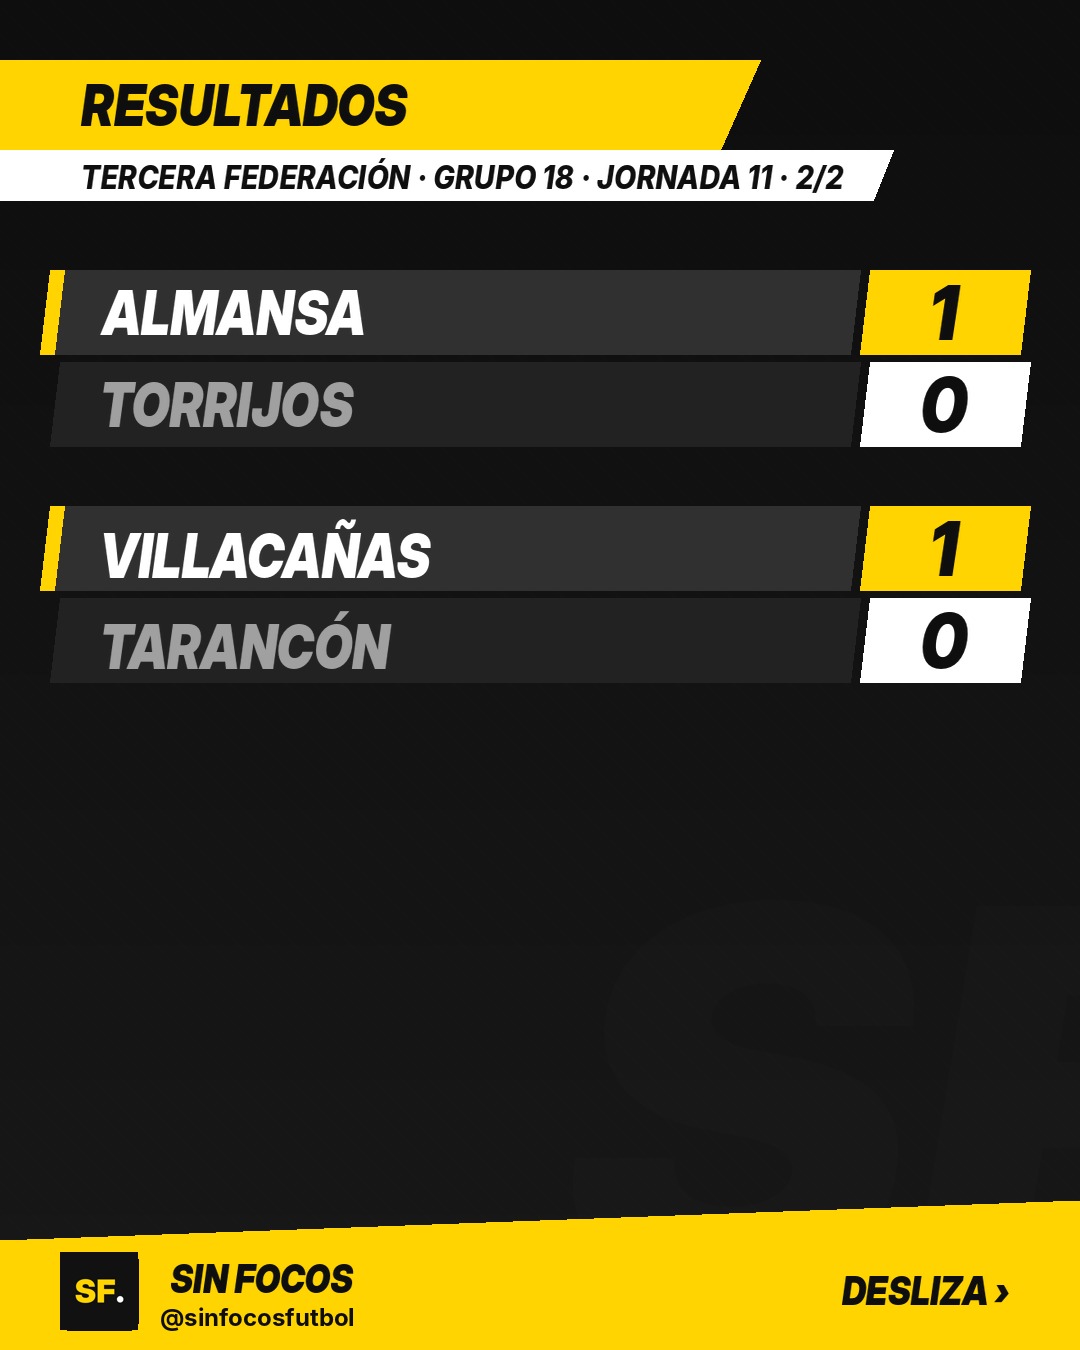 RESULTADOS
TERCERA FEDERACIÓN · GRUPO 18 · JORNADA 11 · 2/2
ALMANSA 1
TORRIJOS 0
VILLACAÑAS 1
TARANCÓN 0
SF
SF.
SIN FOCOS
@sinfocosfutbol
DESLIZA ›